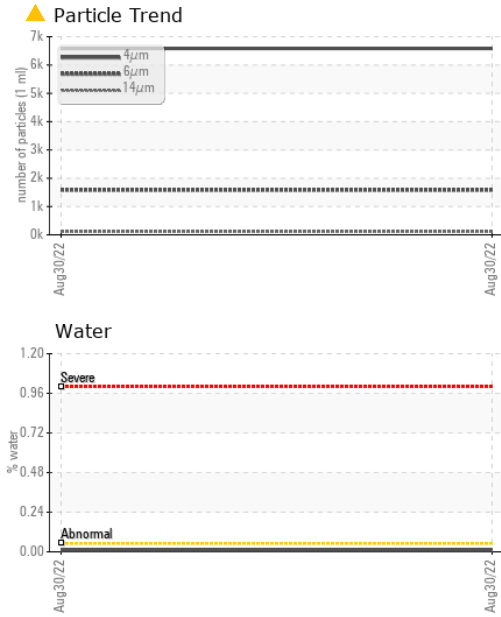 Particle Trend
7k
6k
5k
4k
3k
2k
1k
0k
number of particles (1 ml)
4µm
6µm
14µm
Aug30/22
Aug30/22
Water
1.20
0.96
0.72
0.48
0.24
0.00
% water
Severe
Abnormal
Aug30/22
Aug30/22